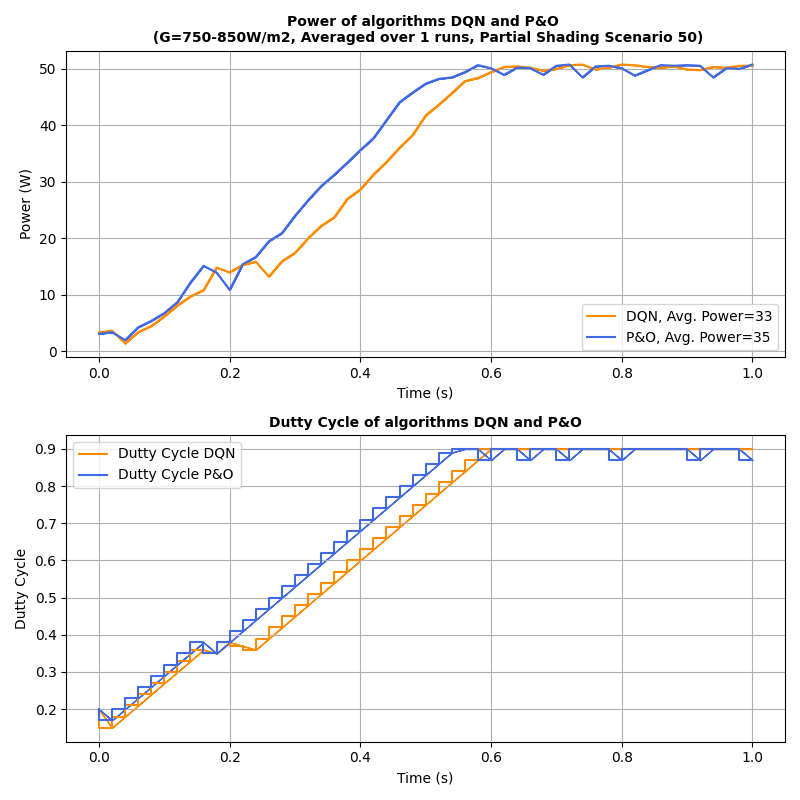 Power of algorithms DQN and P&O
(G=750-850W/m2, Averaged over 1 runs, Partial Shading Scenario 50)
Power (W)
50
40
30
20
10
0
0.0 0.2 0.4 0.6 0.8 1.0
Time (s)
DQN, Avg. Power=33
P&O, Avg. Power=35
Dutty Cycle of algorithms DQN and P&O
Dutty Cycle
0.9
0.8
0.7
0.6
0.5
0.4
0.3
0.2
0.0 0.2 0.4 0.6 0.8 1.0
Time (s)
Dutty Cycle DQN
Dutty Cycle P&O